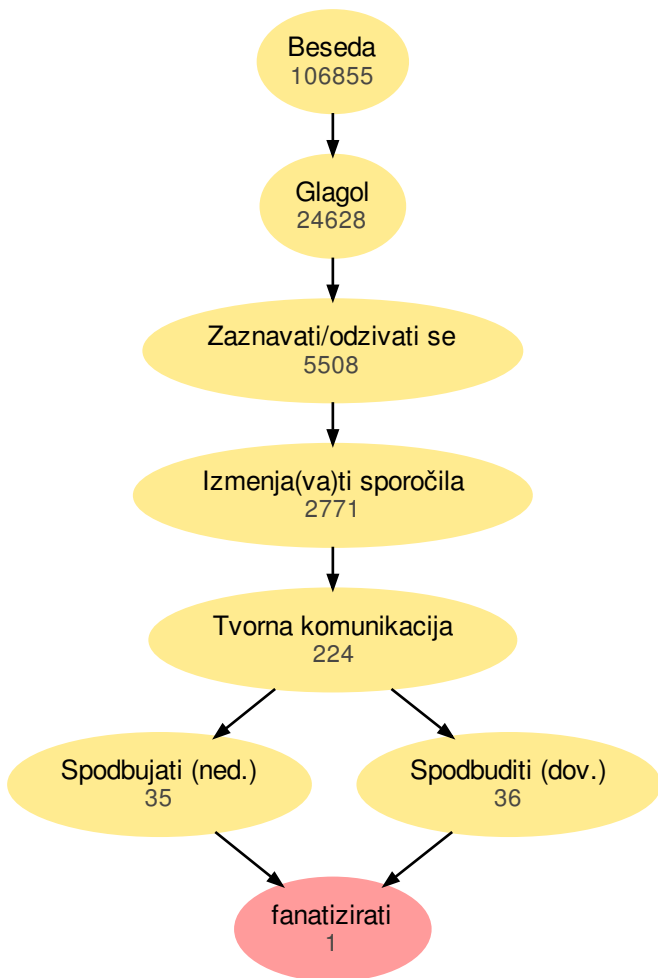 Beseda
106855
Glagol
24628
Zaznavati/odzivati se
5508
Izmenja(va)ti sporočila
2771
Tvorna komunikacija
224
Spodbujati (ned.)
35
Spodbuditi (dov.)
36
fanatizirati
1